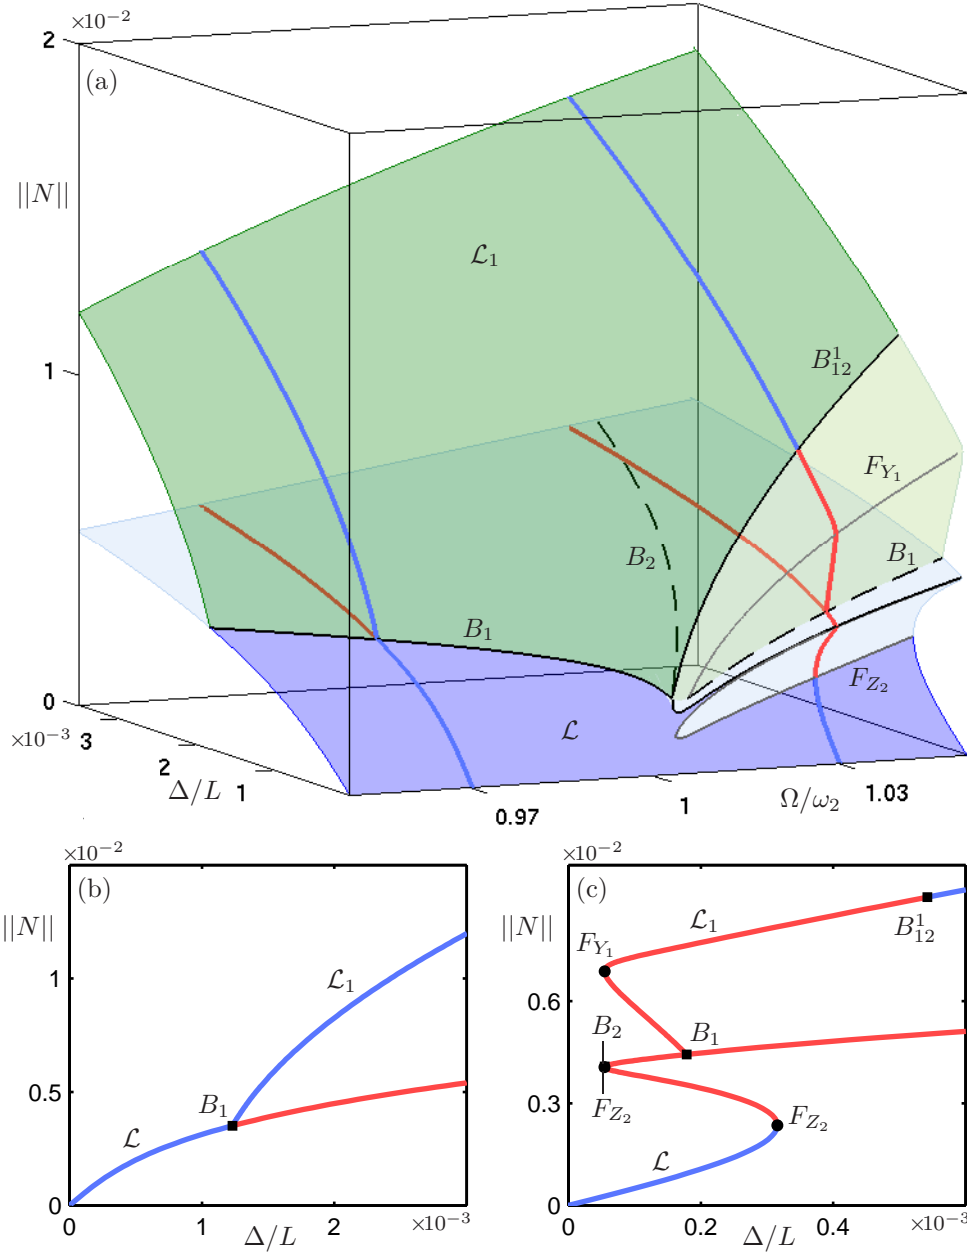 ×10⁻²
2
(a)
||N||
ℒ₁
1
B¹₁₂
F_{Y₁}
B₂
B₁
B₁
F_{Z₂}
0
ℒ
×10⁻³ 3
2
Δ/L 1
0.97
1
Ω/ω₂
1.03
×10⁻²
(b)
||N||
ℒ₁
1
0.5
B₁
ℒ
0
0 1 2 ×10⁻³
Δ/L
×10⁻²
(c)
||N||
ℒ₁
B¹₁₂
F_{Y₁}
0.6
B₂
B₁
0.3
F_{Z₂}
F_{Z₂}
ℒ
0
0 0.2 0.4 ×10⁻³
Δ/L